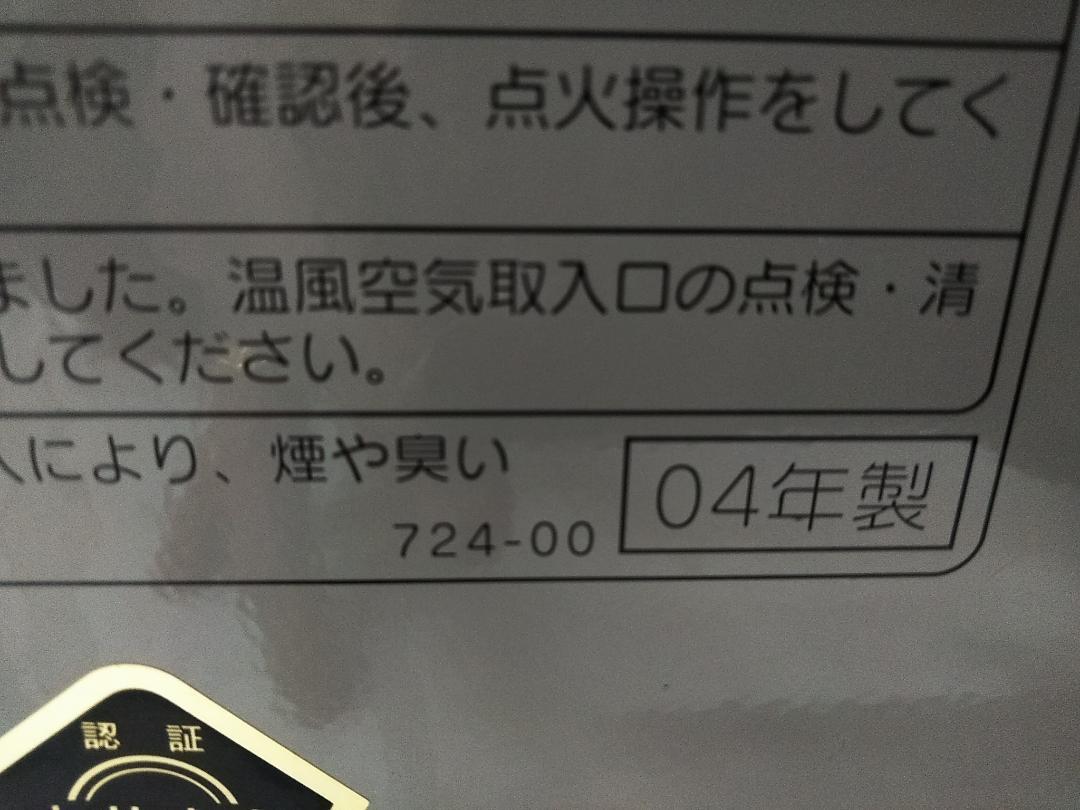 点検・確認後、点火操作をしてく
ました。温風空気取入口の点検・清
してください。
により、煙や臭い
724-00
04年製
認 証